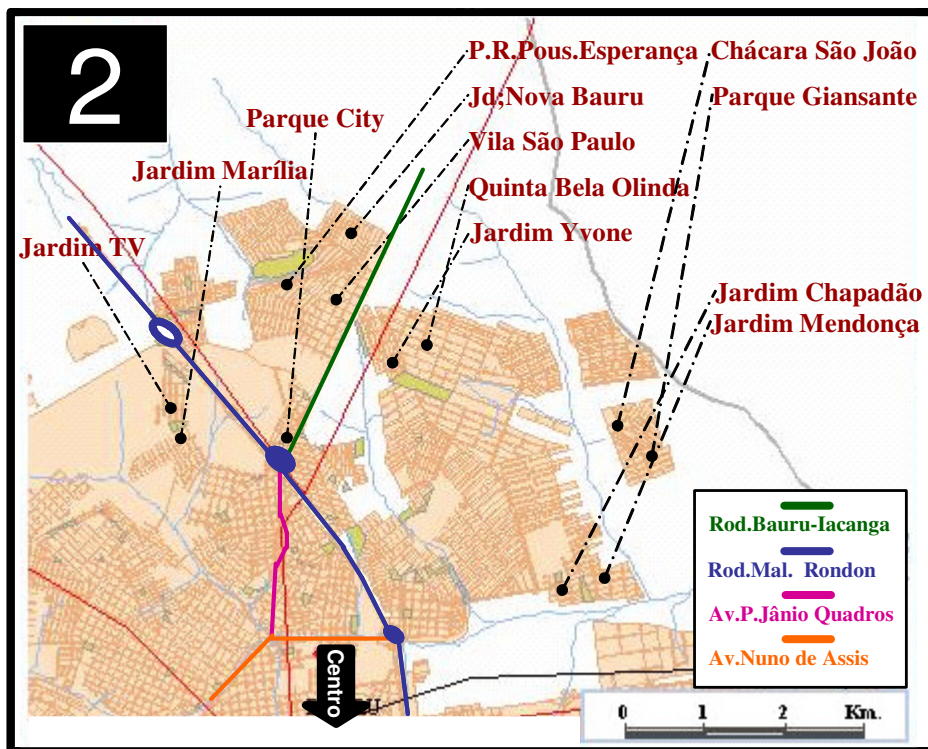 2
P.R.Pous.Esperança
Chácara São João
Jd;Nova Bauru
Parque Giansante
Parque City
Vila São Paulo
Jardim Marília
Quinta Bela Olinda
Jardim TV
Jardim Yvone
Jardim Chapadão
Jardim Mendonça
Rod.Bauru-Iacanga
Rod.Mal. Rondon
Av.P.Jânio Quadros
Av.Nuno de Assis
Centro
U
0 1 2 Km.